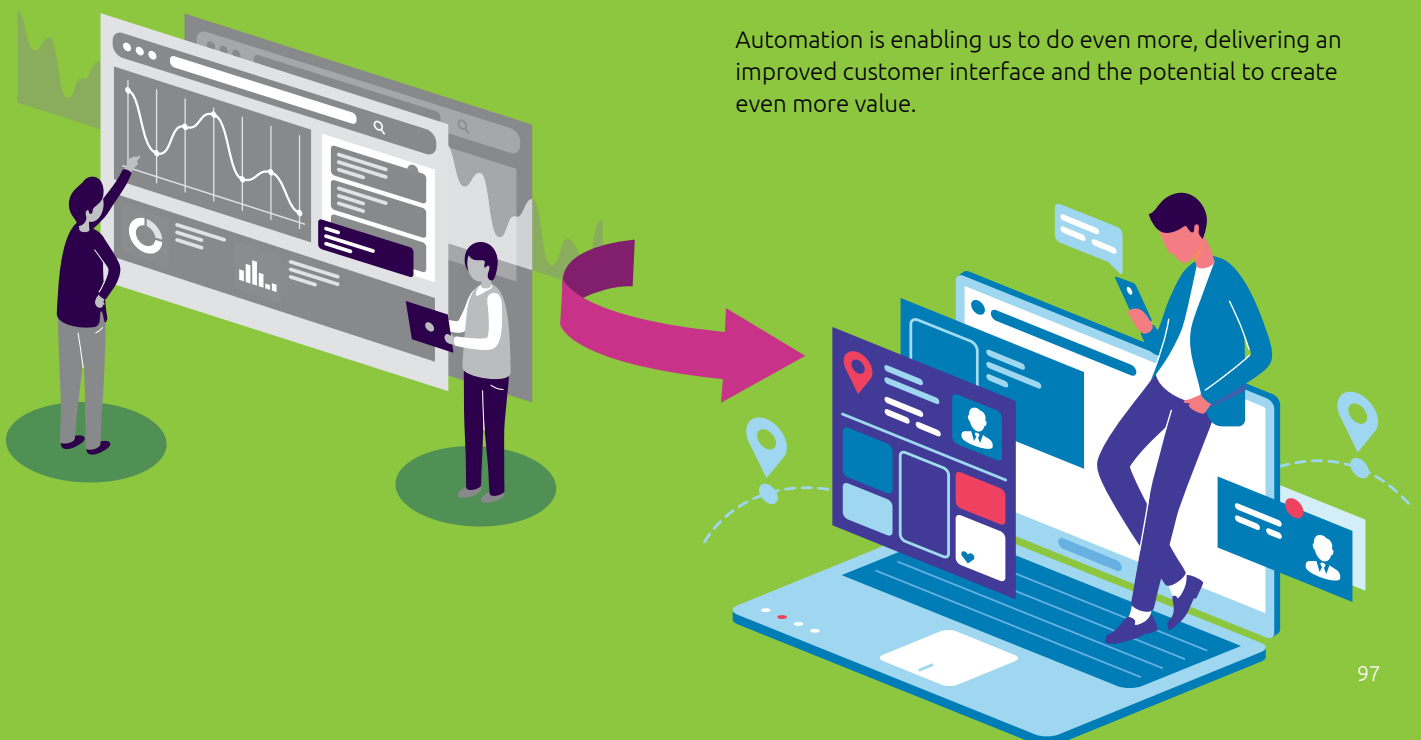 Automation is enabling us to do even more, delivering an
improved customer interface and the potential to create
even more value.
97